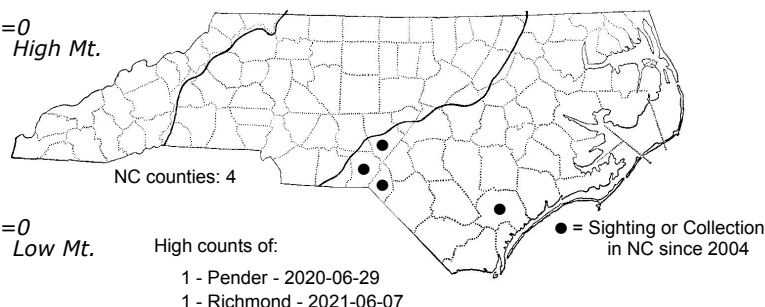 =0
High Mt.
NC counties: 4
=0
Low Mt.
High counts of:
1 - Pender - 2020-06-29
1 - Richmond - 2021-06-07
● = Sighting or Collection
in NC since 2004